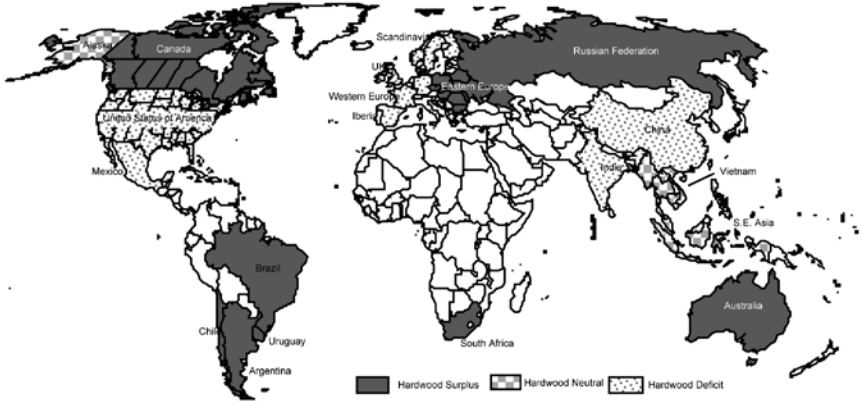 Scandinavia
Alaska
Canada
Russian Federation
UK
Eastern Europe
Western Europe
United States of America
Iberia
China
Mexico
India
Vietnam
S.E. Asia
Brazil
Australia
Chile
Uruguay
South Africa
Argentina
Hardwood Surplus
Hardwood Neutral
Hardwood Deficit